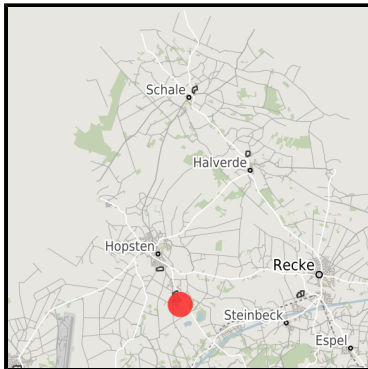 Schale
Halverde
Hopsten
Recke
Steinbeck
Espel